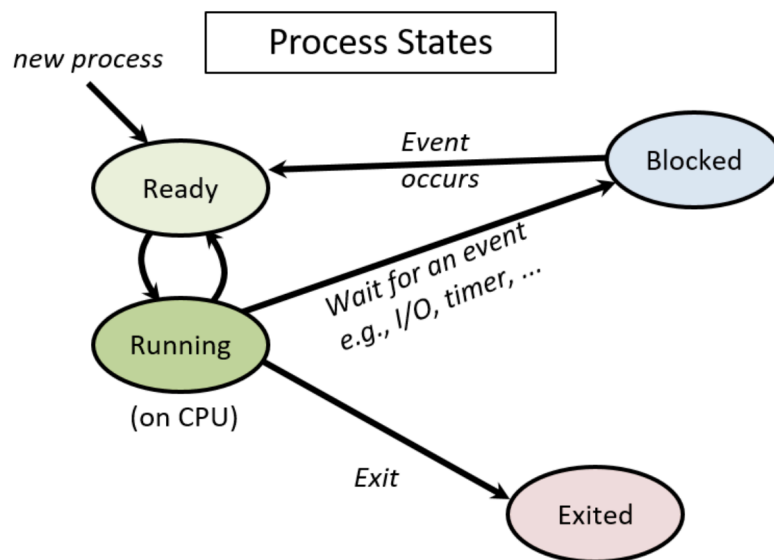 Process States
new process
Event
occurs
Blocked
Ready
Wait for an event
e.g., I/O, timer, ...
Running
(on CPU)
Exit
Exited